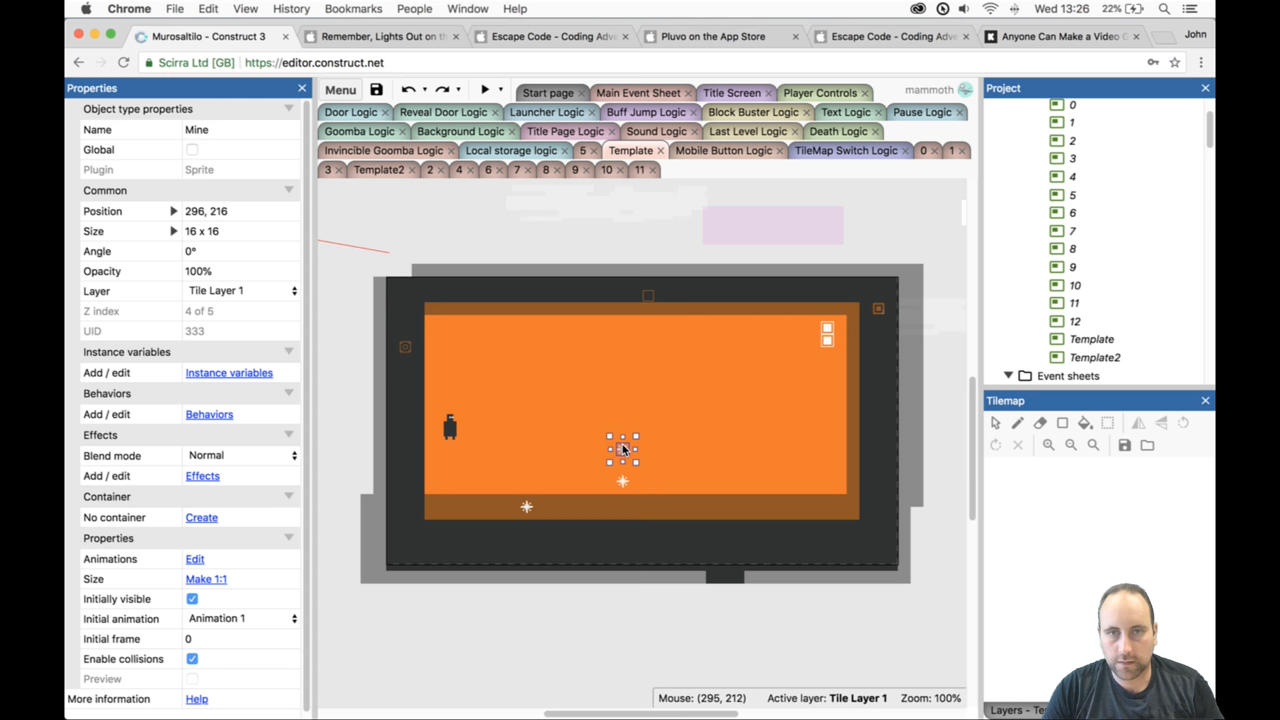 Chrome File Edit View History Bookmarks People Window Help Wed 13:26 22%
Murosaltilo - Construct 3 Remember, Lights Out on th Escape Code - Coding Adve Pluvo on the App Store Escape Code - Coding Adve Anyone Can Make a Video G John
Scirra Ltd [GB] https://editor.construct.net
Properties
Object type properties
Name Mine
Global
Plugin Sprite
Common
Position 296, 216
Size 16 x 16
Angle 0°
Opacity 100%
Layer Tile Layer 1
Z index 4 of 5
UID 333
Instance variables
Add / edit Instance variables
Behaviors
Add / edit Behaviors
Effects
Blend mode Normal
Add / edit Effects
Container
No container Create
Properties
Animations Edit
Size Make 1:1
Initially visible
Initial animation Animation 1
Initial frame 0
Enable collisions
Preview
More information Help
Menu Start page Main Event Sheet Title Screen Player Controls mammoth
Door Logic Reveal Door Logic Launcher Logic Buff Jump Logic Block Buster Logic Text Logic Pause Logic
Goomba Logic Background Logic Title Page Logic Sound Logic Last Level Logic Death Logic
Invincible Goomba Logic Local storage logic 5 Template Mobile Button Logic TileMap Switch Logic 0 1
3 Template2 2 4 6 7 8 9 10 11
Mouse: (295, 212) Active layer: Tile Layer 1 Zoom: 100%
Project
0
1
2
3
4
5
6
7
8
9
10
11
12
Template
Template2
Event sheets
Tilemap
Layers - Te